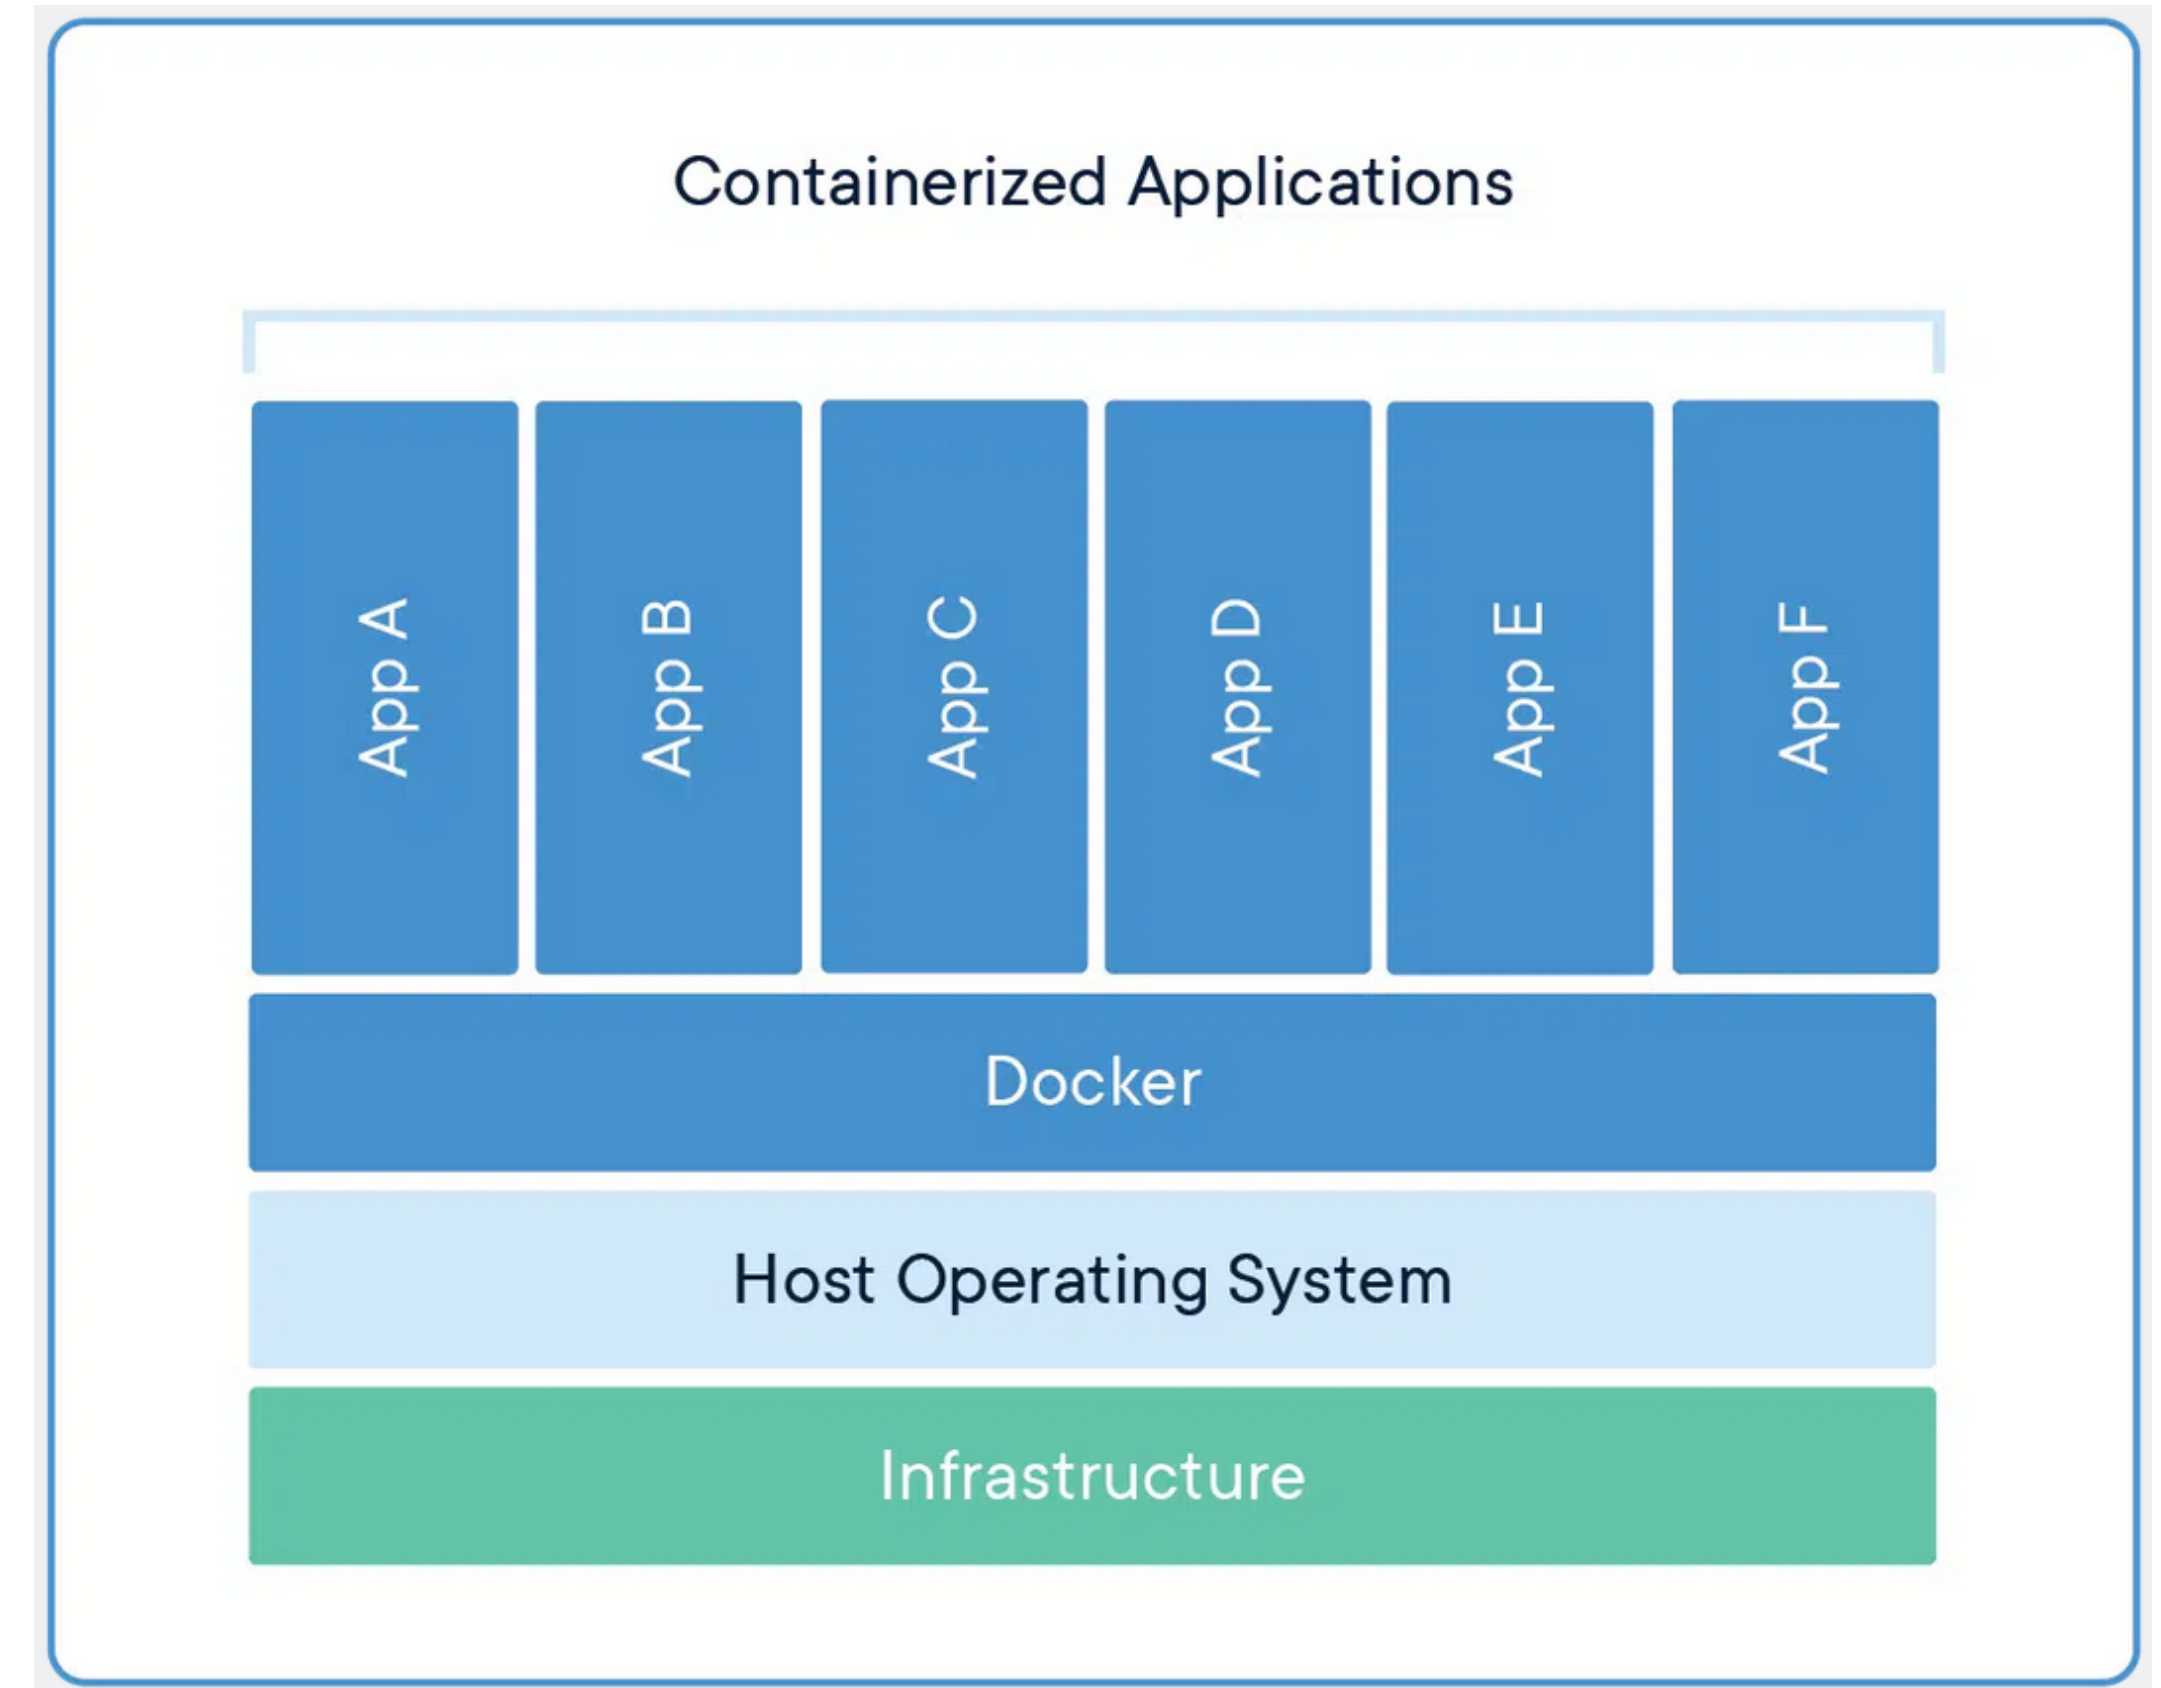 Containerized Applications
App A
App B
App C
App D
App E
App F
Docker
Host Operating System
Infrastructure